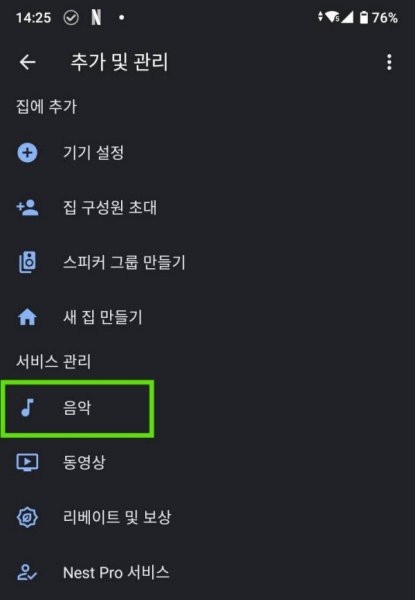 14:25 N 76%
추가 및 관리
집에 추가
기기 설정
집 구성원 초대
스피커 그룹 만들기
새 집 만들기
서비스 관리
음악
동영상
리베이트 및 보상
Nest Pro 서비스